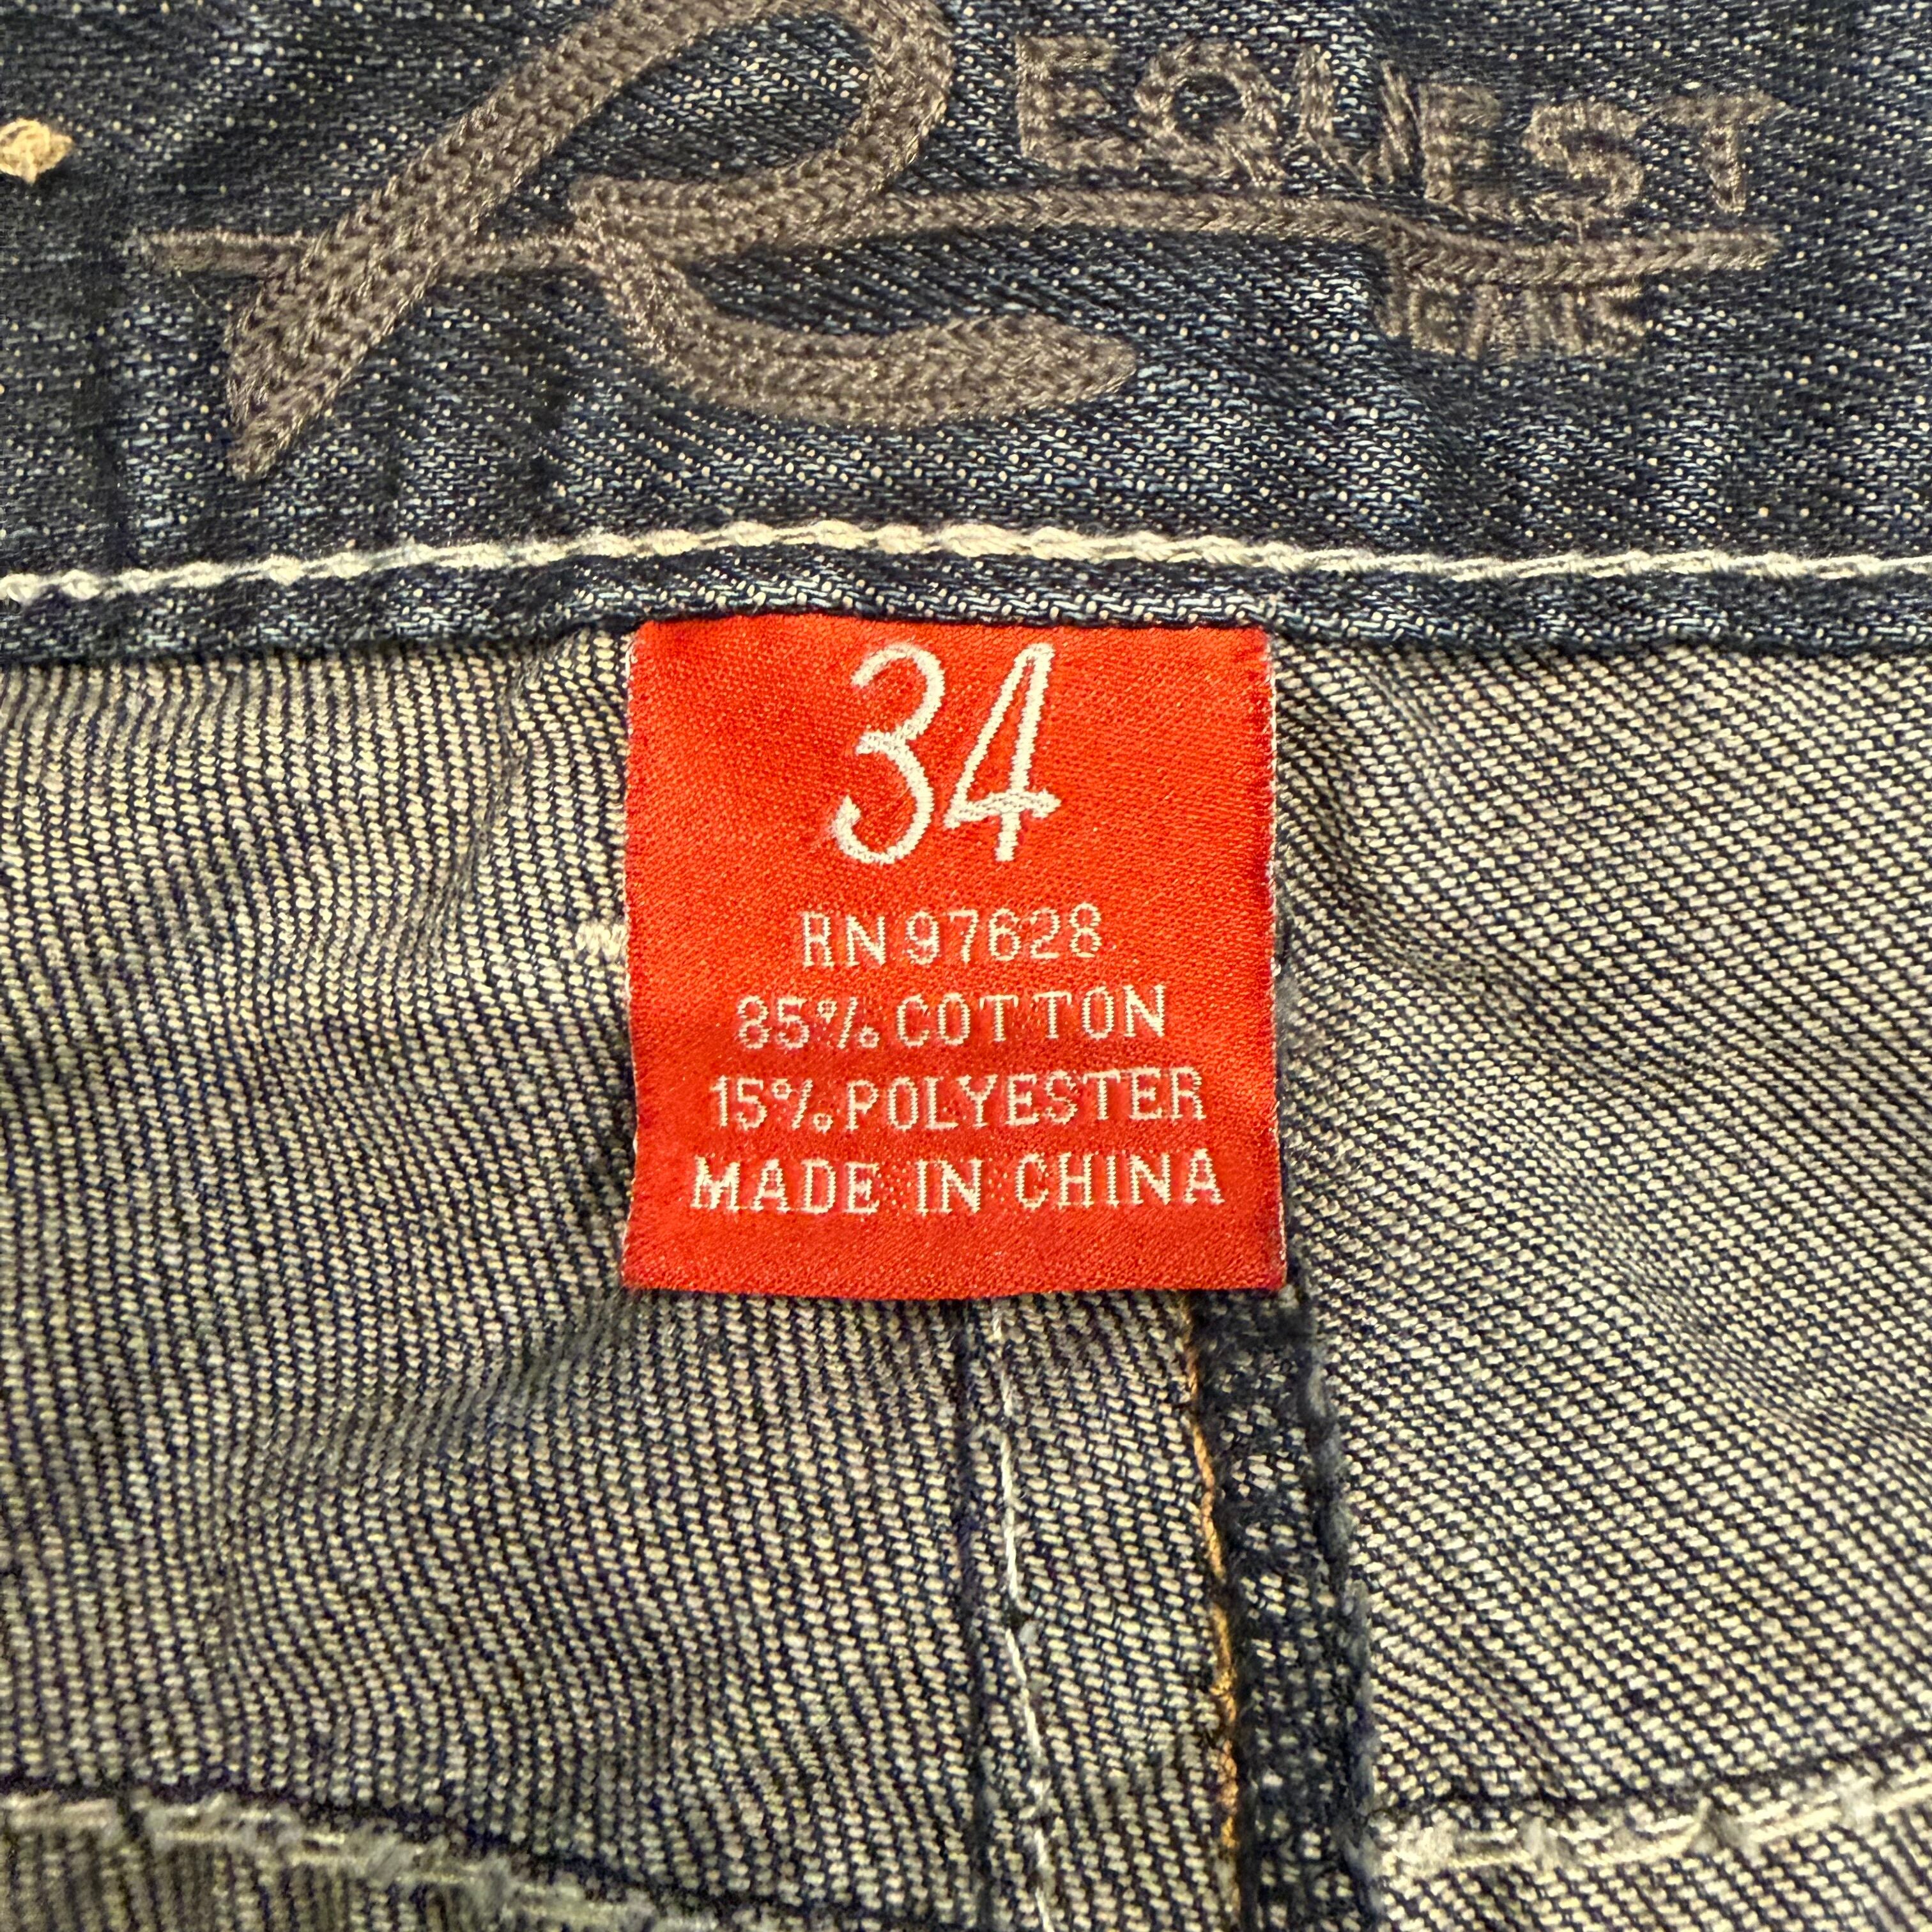 REQUEST
JEANS
34
RN 97628
85% COTTON
15% POLYESTER
MADE IN CHINA